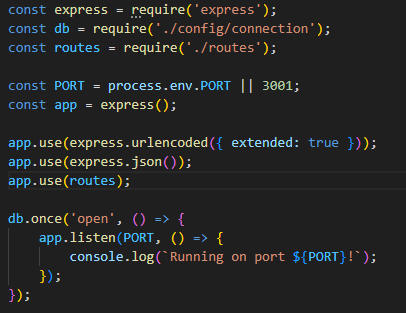 const express = require('express');
const db = require('./config/connection');
const routes = require('./routes');
const PORT = process.env.PORT || 3001;
const app = express();
app.use(express.urlencoded({ extended: true }));
app.use(express.json());
app.use(routes);
db.once('open', () => {
    app.listen(PORT, () => {
        console.log(`Running on port ${PORT}!`);
    });
});